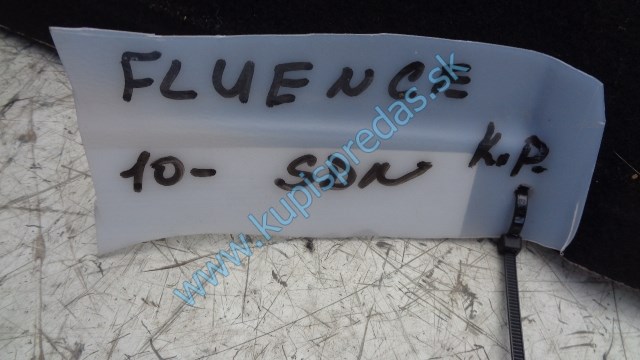 FLUENCE
10- SDN K.P.
www.kupispredas.sk